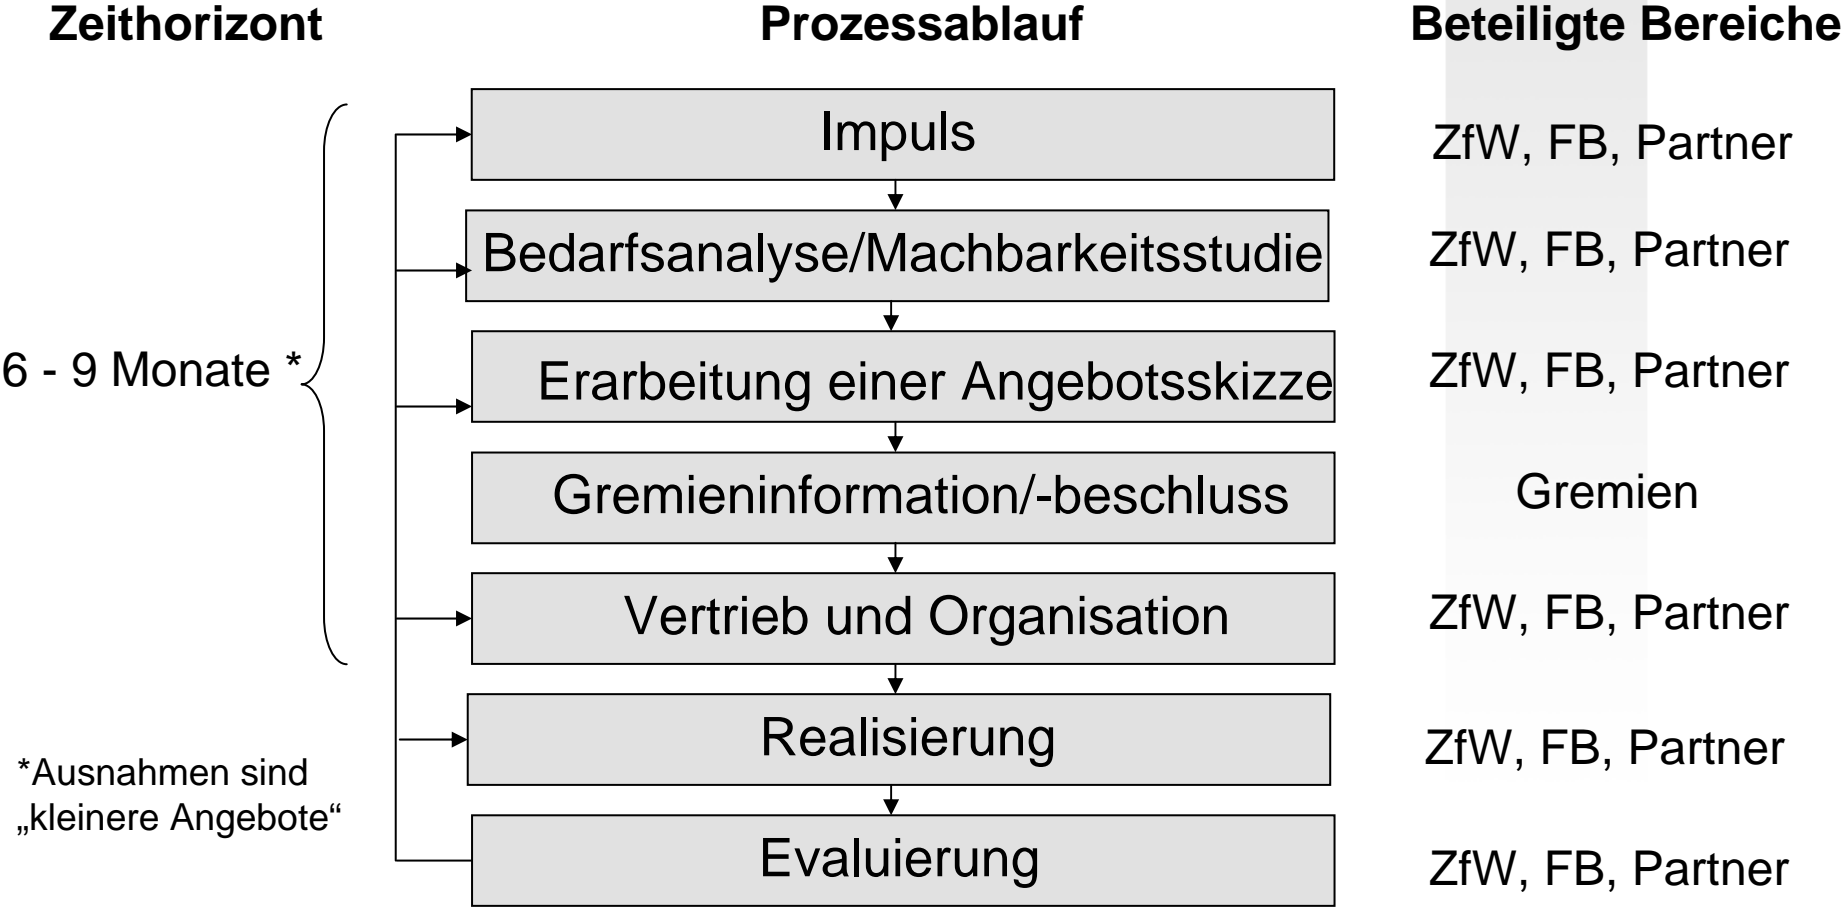 Zeithorizont
Prozessablauf
Beteiligte Bereiche
Impuls
ZfW, FB, Partner
Bedarfsanalyse/Machbarkeitsstudie
ZfW, FB, Partner
6 - 9 Monate *
Erarbeitung einer Angebotsskizze
ZfW, FB, Partner
Gremieninformation/-beschluss
Gremien
Vertrieb und Organisation
ZfW, FB, Partner
Realisierung
ZfW, FB, Partner
*Ausnahmen sind
„kleinere Angebote“
Evaluierung
ZfW, FB, Partner